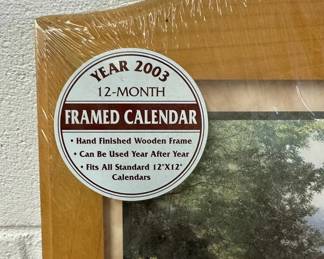 YEAR 2003
12-MONTH
FRAMED CALENDAR
• Hand Finished Wooden Frame
• Can Be Used Year After Year
• Fits All Standard 12"X12"
Calendars